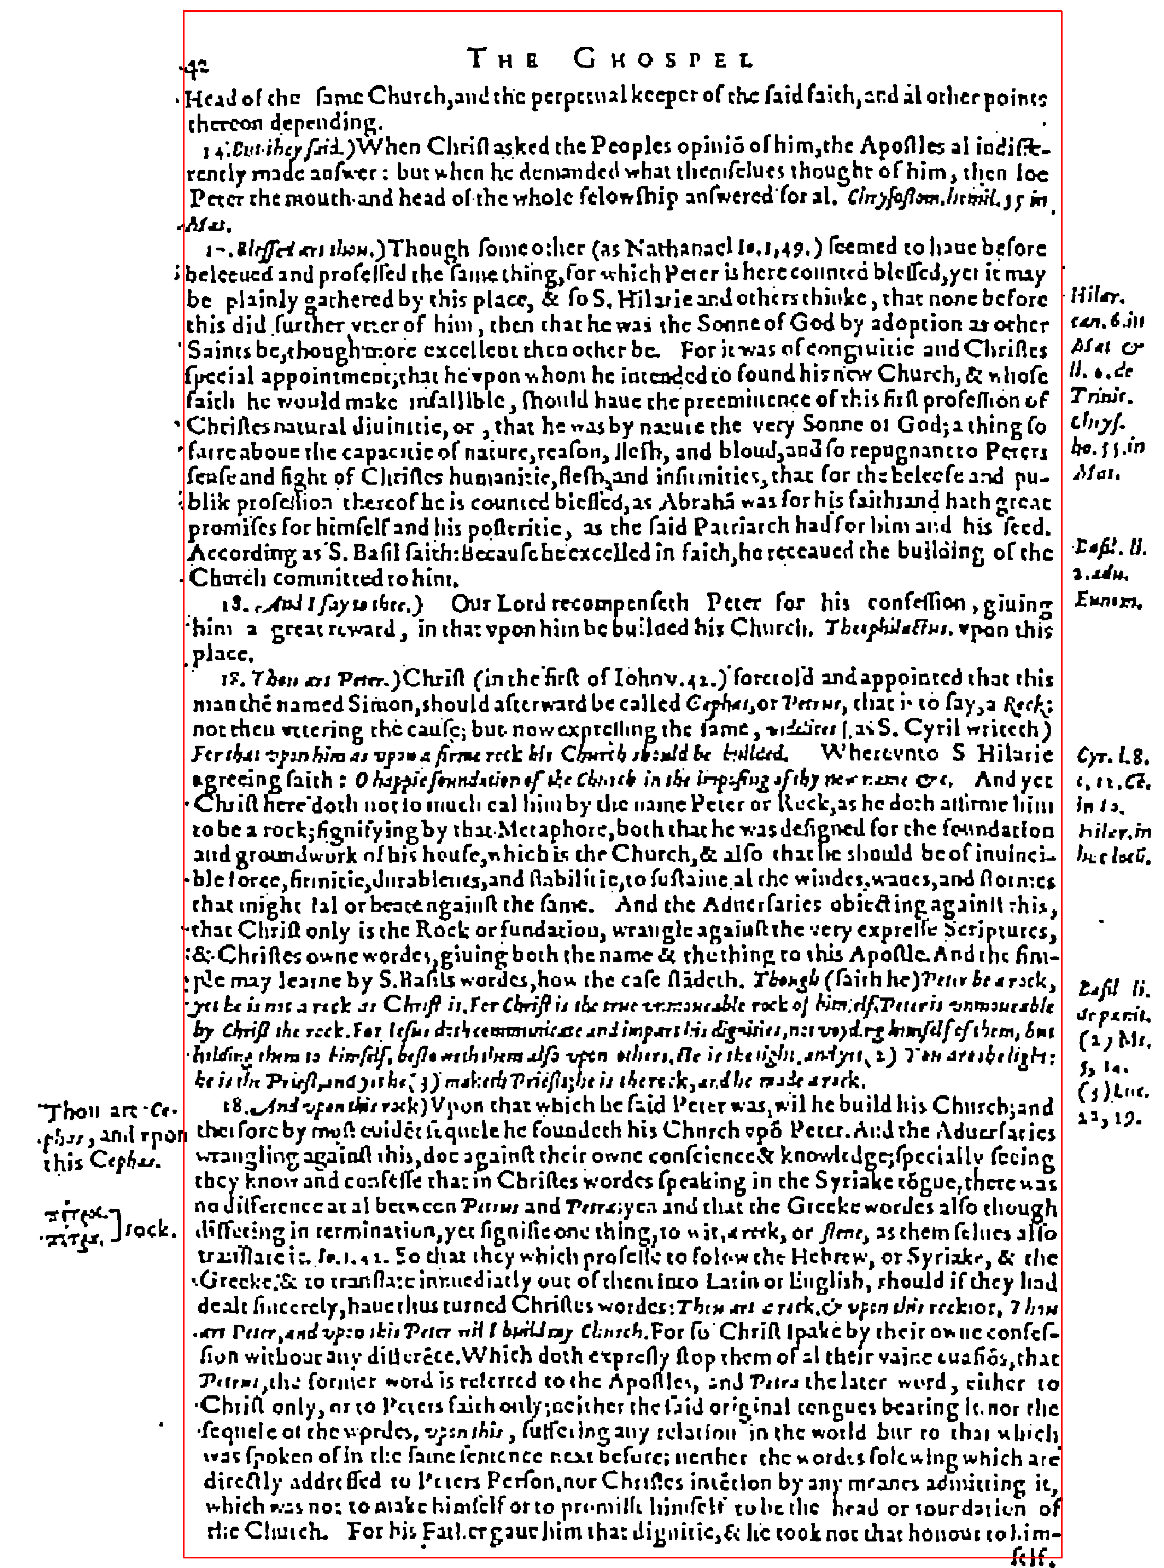 42
THE GHOSPEL
Head of the ſame Church, and the perpetual keeper of the ſaid faith, and al other points
thereon depending.
14. But they ſaid.) When Chriſt asked the Peoples opiniõ of him, the Apoſtles al indiffe-
rently made anſwer: but when he demanded what themſelues thought of him, then loe
Peter the mouth and head of the whole felowſhip anſwered for al. Chryſoſtom. homil. 55 in
Mat.
17. Bleſſed art thou.) Though ſome other (as Nathanael Io. 1, 49.) ſeemed to haue before
beleeued and profeſſed the ſame thing, for which Peter is here counted bleſſed, yet it may
be plainly gathered by this place, & ſo S. Hilarie and others thinke, that none before
this did further vtter of him, then that he was the Sonne of God by adoption as other
Saints be, though more excellent then other be. For it was of congruitie and Chriſtes
ſpecial appointment, that he vpon whom he intended to found his new Church, & whoſe
faith he would make infallible, ſhould haue the preeminence of this firſt profeſſion of
Chriſtes natural diuinitie, or, that he was by nature the very Sonne of God; a thing ſo
farre aboue the capacitie of nature, reaſon, fleſh, and bloud, and ſo repugnant to Peters
ſenſe and ſight of Chriſtes humanitie, fleſh, and infirmities, that for the beleefe and pu-
blik profeſſion thereof he is counted bleſſed, as Abrahã was for his faith: and hath great
promiſes for himſelf and his poſteritie, as the ſaid Patriarch had for him and his ſeed.
According as S. Baſil ſaith: Becauſe he excelled in faith, he receaued the building of the
Church committed to him.
18. And I ſay to thee.) Our Lord recompenſeth Peter for his confeſſion, giuing
him a great reward, in that vpon him he builded his Church. Theophilactus. vpon this
place.
18. Thou art Peter.) Chriſt (in the firſt of Iohn v. 42.) foretold and appointed that this
man thẽ named Simon, should afterward be called Cephas, or Petrus, that is to ſay, a Rock;
not then vttering the cauſe; but now expreſſing the ſame, videlicet (as S. Cyril writeth)
For that vpon him as vpon a firme rock his Church should be builded. Wherevnto S Hilarie
agreeing ſaith: O happie foundation of the Church in the impoſing of thy new name &c. And yet
Chriſt here doth not ſo much cal him by the name Peter or Rock, as he doth affirme him
to be a rock; ſignifying by that Metaphore, both that he was deſigned for the foundation
and groundwork of his houſe, which is the Church, & alſo that he should be of inuinci-
ble force, firmitie, durablenes, and ſtabilitie, to ſuſtaine al the windes, waues, and ſtormes
that might fal or beate againſt the ſame. And the Aduerſaries obiecting againſt this,
that Chriſt only is the Rock or fundation, wrangle againſt the very expreſſe Scriptures,
& Chriſtes owne wordes, giuing both the name & the thing to this Apoſtle. And the ſim-
ple may learne by S. Baſils wordes, how the caſe ſtãdeth. Though (ſaith he) Peter be a rock,
yet he is not a rock as Chriſt is. For Chriſt is the true vnmoueable rock of himſelf, Peter is vnmoueable
by Chriſt the rock. For Ieſus doth communicate and impart his dignities, not voyding himſelf of them, but
holding them to himſelf, beſtoweth them alſo vpon others. He is the light, and yet, (2) You are the light:
he is the Prieſt, and yet he (3) maketh Prieſts; he is the rock, and he made a rock.
18. And vpon this rock) Vpon that which he ſaid Peter was, wil he build his Church; and
therfore by moſt euidẽt ſequele he foundeth his Church vpõ Peter. And the Aduerſaries
wrangling againſt this, doe againſt their owne conſcience & knowledge; ſpecially ſeeing
they know and confeſſe that in Chriſtes wordes ſpeaking in the Syriake tõgue, there was
no difference at al between Petrus and Petra; yea and that the Greeke wordes alſo though
differing in termination, yet ſignifie one thing, to wit, a rock, or ſtone, as themſelues alſo
tranſlate it. Io. 1. 42. So that they which profeſſe to folow the Hebrew, or Syriake, & the
Greeke, & to tranſlate immediatly out of them into Latin or Engliſh, should if they had
dealt ſincerely, haue thus turned Chriſtes wordes: Thou art a rock, & vpon this rock: or, Thou
art Peter, and vpon this Peter wil I build my Church. For ſo Chriſt ſpake by their owne confeſ-
ſion without any differẽce. Which doth expreſly ſtop them of al their vaine euaſiõs, that
Petrus, the former word is referred to the Apoſtles, and Petra the later word, either to
Chriſt only, or to Peters faith only; neither the ſaid original tongues bearing it, nor the
ſequele of the wordes, vpon this, ſuffering any relation in the world but to that which
was ſpoken of in the ſame ſentence next before; neither the wordes folowing which are
directly addreſſed to Peters Perſon, nor Chriſtes intẽtion by any meanes admitting it,
which was not to make himſelf or to promiſe himſelf to be the head or foundation of
the Church. For his Father gaue him that dignitie, & he took not that honour to him-
ſelf.
Hilar.
can. 6. in
Mat &
li. 6. de
Trinit.
Chryſ.
ho. 55. in
Mat.
Baſil. li.
2. adu.
Eunom.
Cyr. l. 8.
c. 12. Cõ.
in Io.
Hilar. in
hunc locũ.
Baſil li.
de pænit.
(2) Mt.
5, 14.
(3) Luc.
22, 19.
Thou art Ce-
phas, and vpon
this Cephas.
πέτρος
πέτρα. ] rock.